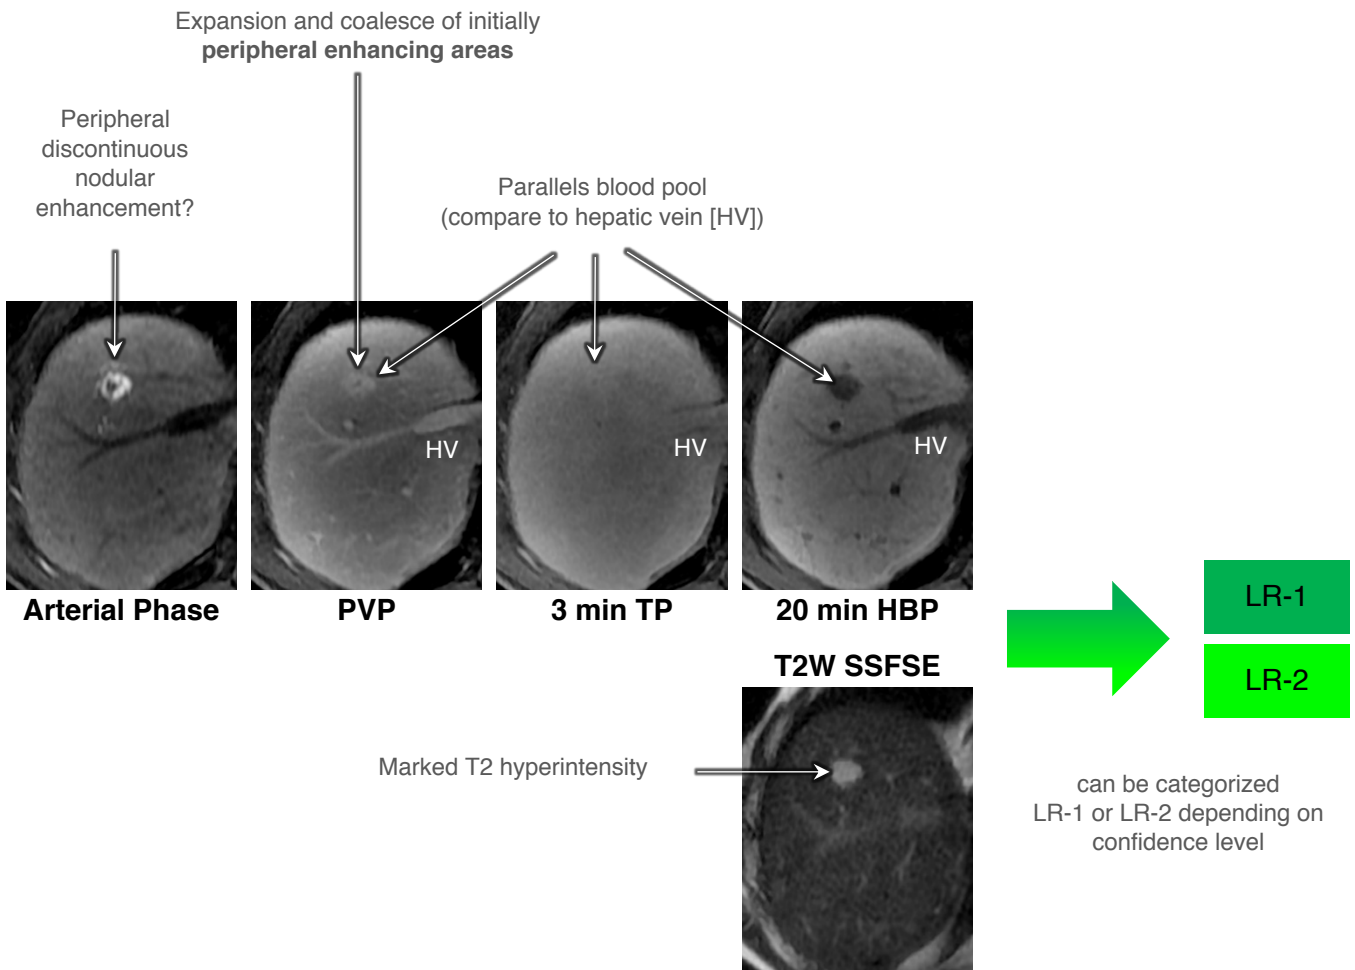 Expansion and coalesce of initially
peripheral enhancing areas
Peripheral
discontinuous
nodular
enhancement?
Parallels blood pool
(compare to hepatic vein [HV])
HV
HV
HV
Arterial Phase
PVP
3 min TP
20 min HBP
T2W SSFSE
Marked T2 hyperintensity
LR-1
LR-2
can be categorized
LR-1 or LR-2 depending on
confidence level